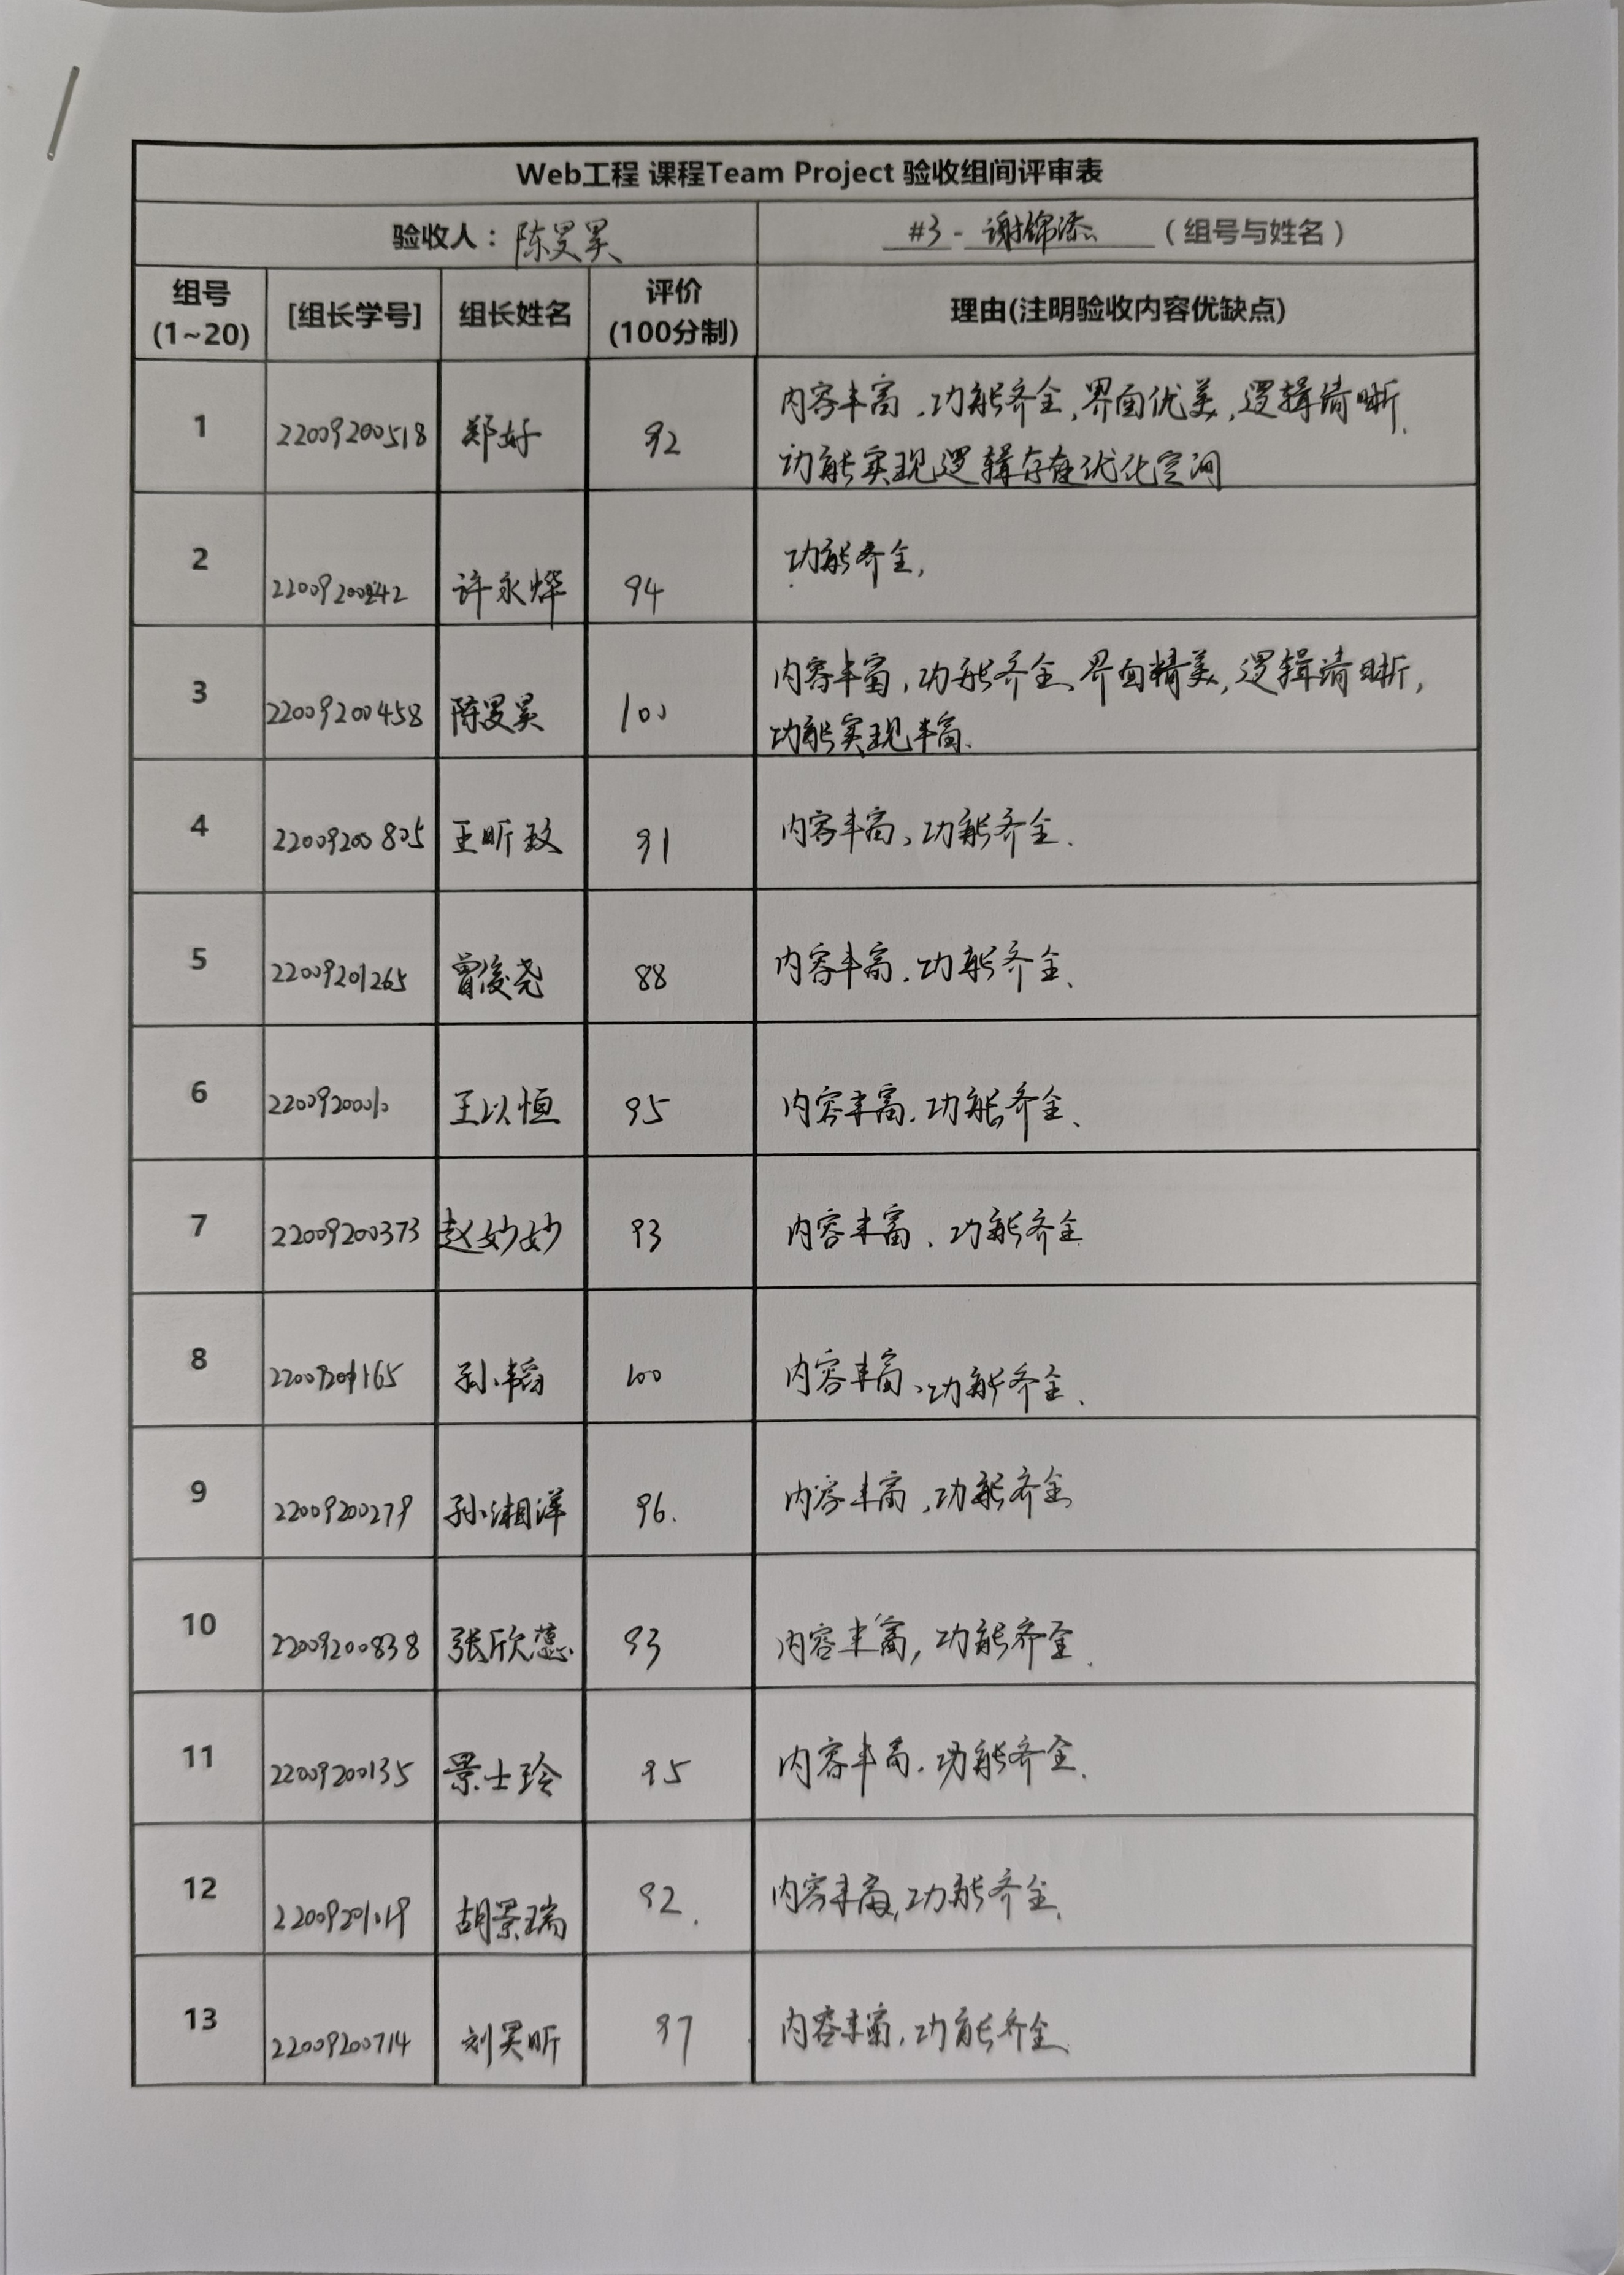 Web工程 课程Team Project 验收组间评审表
验收人：陈旻昊 #3-谢锦添（组号与姓名）
组号(1~20) [组长学号] 组长姓名 评价(100分制) 理由(注明验收内容优缺点)
1 22009200518 郑好 92 内容丰富,功能齐全,界面优美,逻辑清晰、
功能实现逻辑存在优化空间
2 许永烨 94 功能齐全,
3 22009200458 陈旻昊 100 内容丰富,功能齐全、界面精美,逻辑清晰,
功能实现丰富、
4 22009200805 王昕玫 91 内容丰富、功能齐全、
5 22009201265 曾俊尧 88 内容丰富.功能齐全、
6 王以恒 95 内容丰富.功能齐全、
7 22009200373 赵妙妙 93 内容丰富、功能齐全
8 22009201165 孙韬 100 内容丰富、功能齐全、
9 22009200279 孙湘洋 96. 内容丰富,功能齐全
10 22009200838 张欣蕊 93 内容丰富,功能齐全、
11 22009200135 景士玲 95 内容丰富.功能齐全、
12 22009201019 胡景瑞 92. 内容丰富,功能齐全、
13 22009200714 刘昊昕 97 内容丰富,功能齐全、